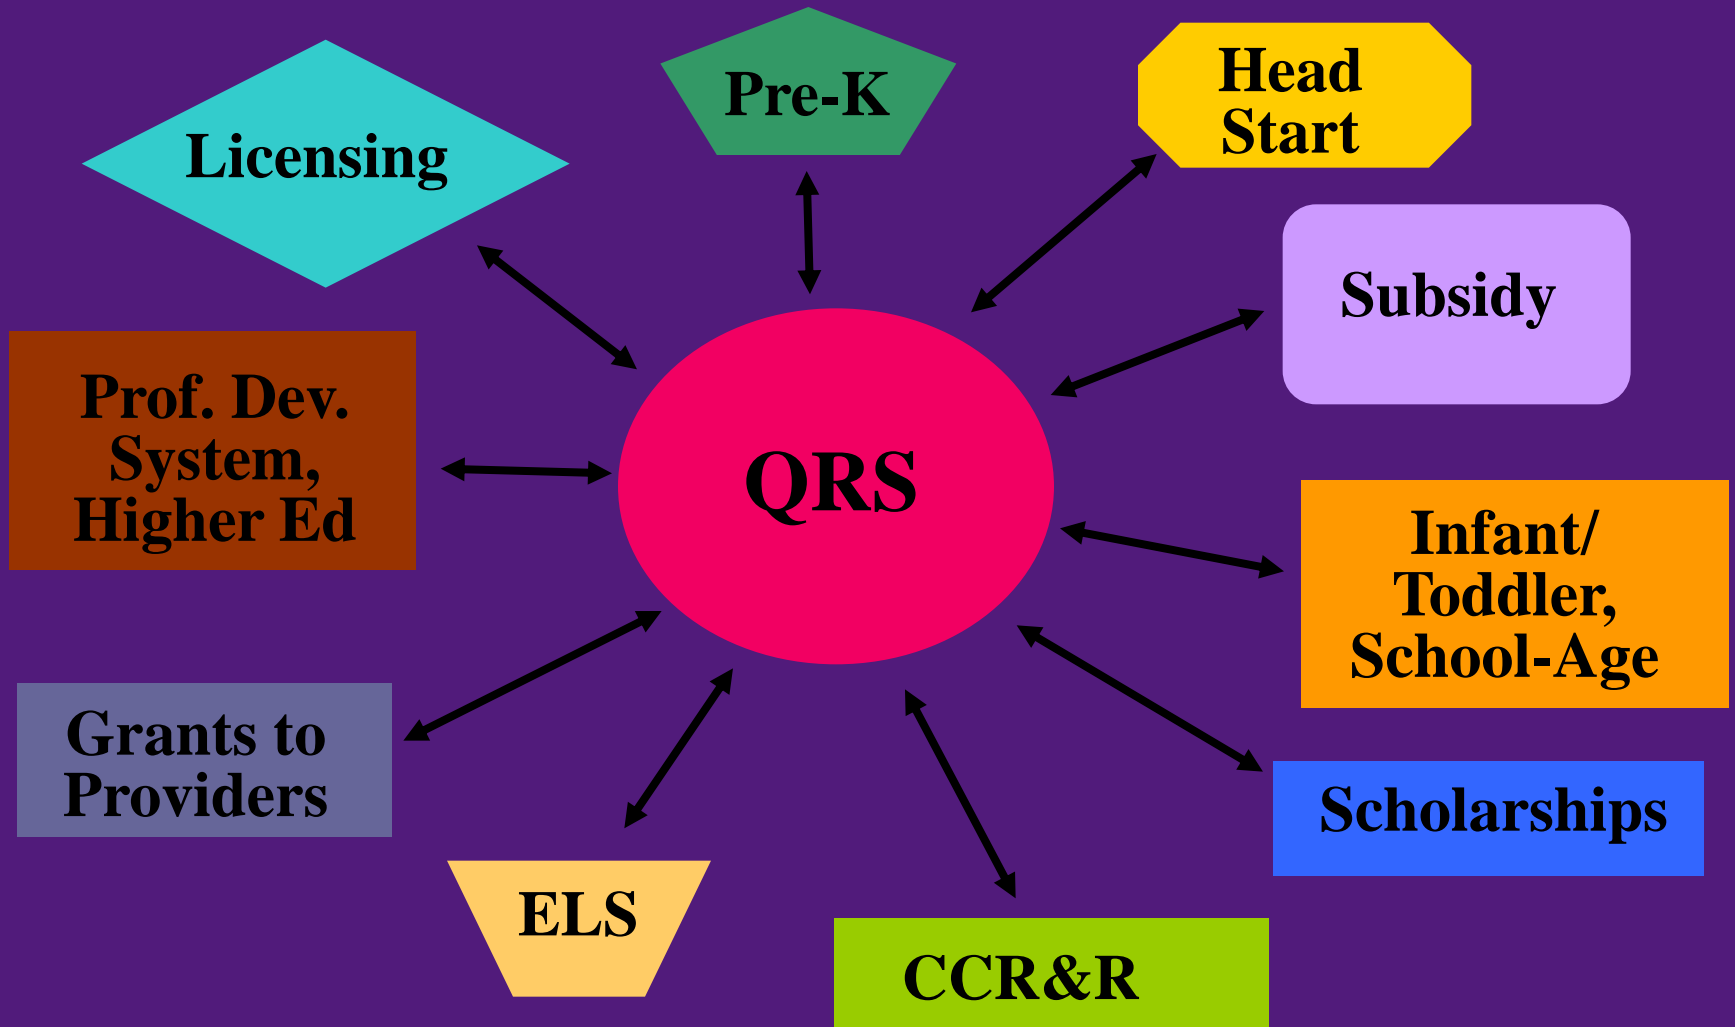 Pre-K
Head
Start
Licensing
Subsidy
Prof. Dev.
System,
Higher Ed
QRS
Infant/
Toddler,
School-Age
Grants to
Providers
Scholarships
ELS
CCR&R